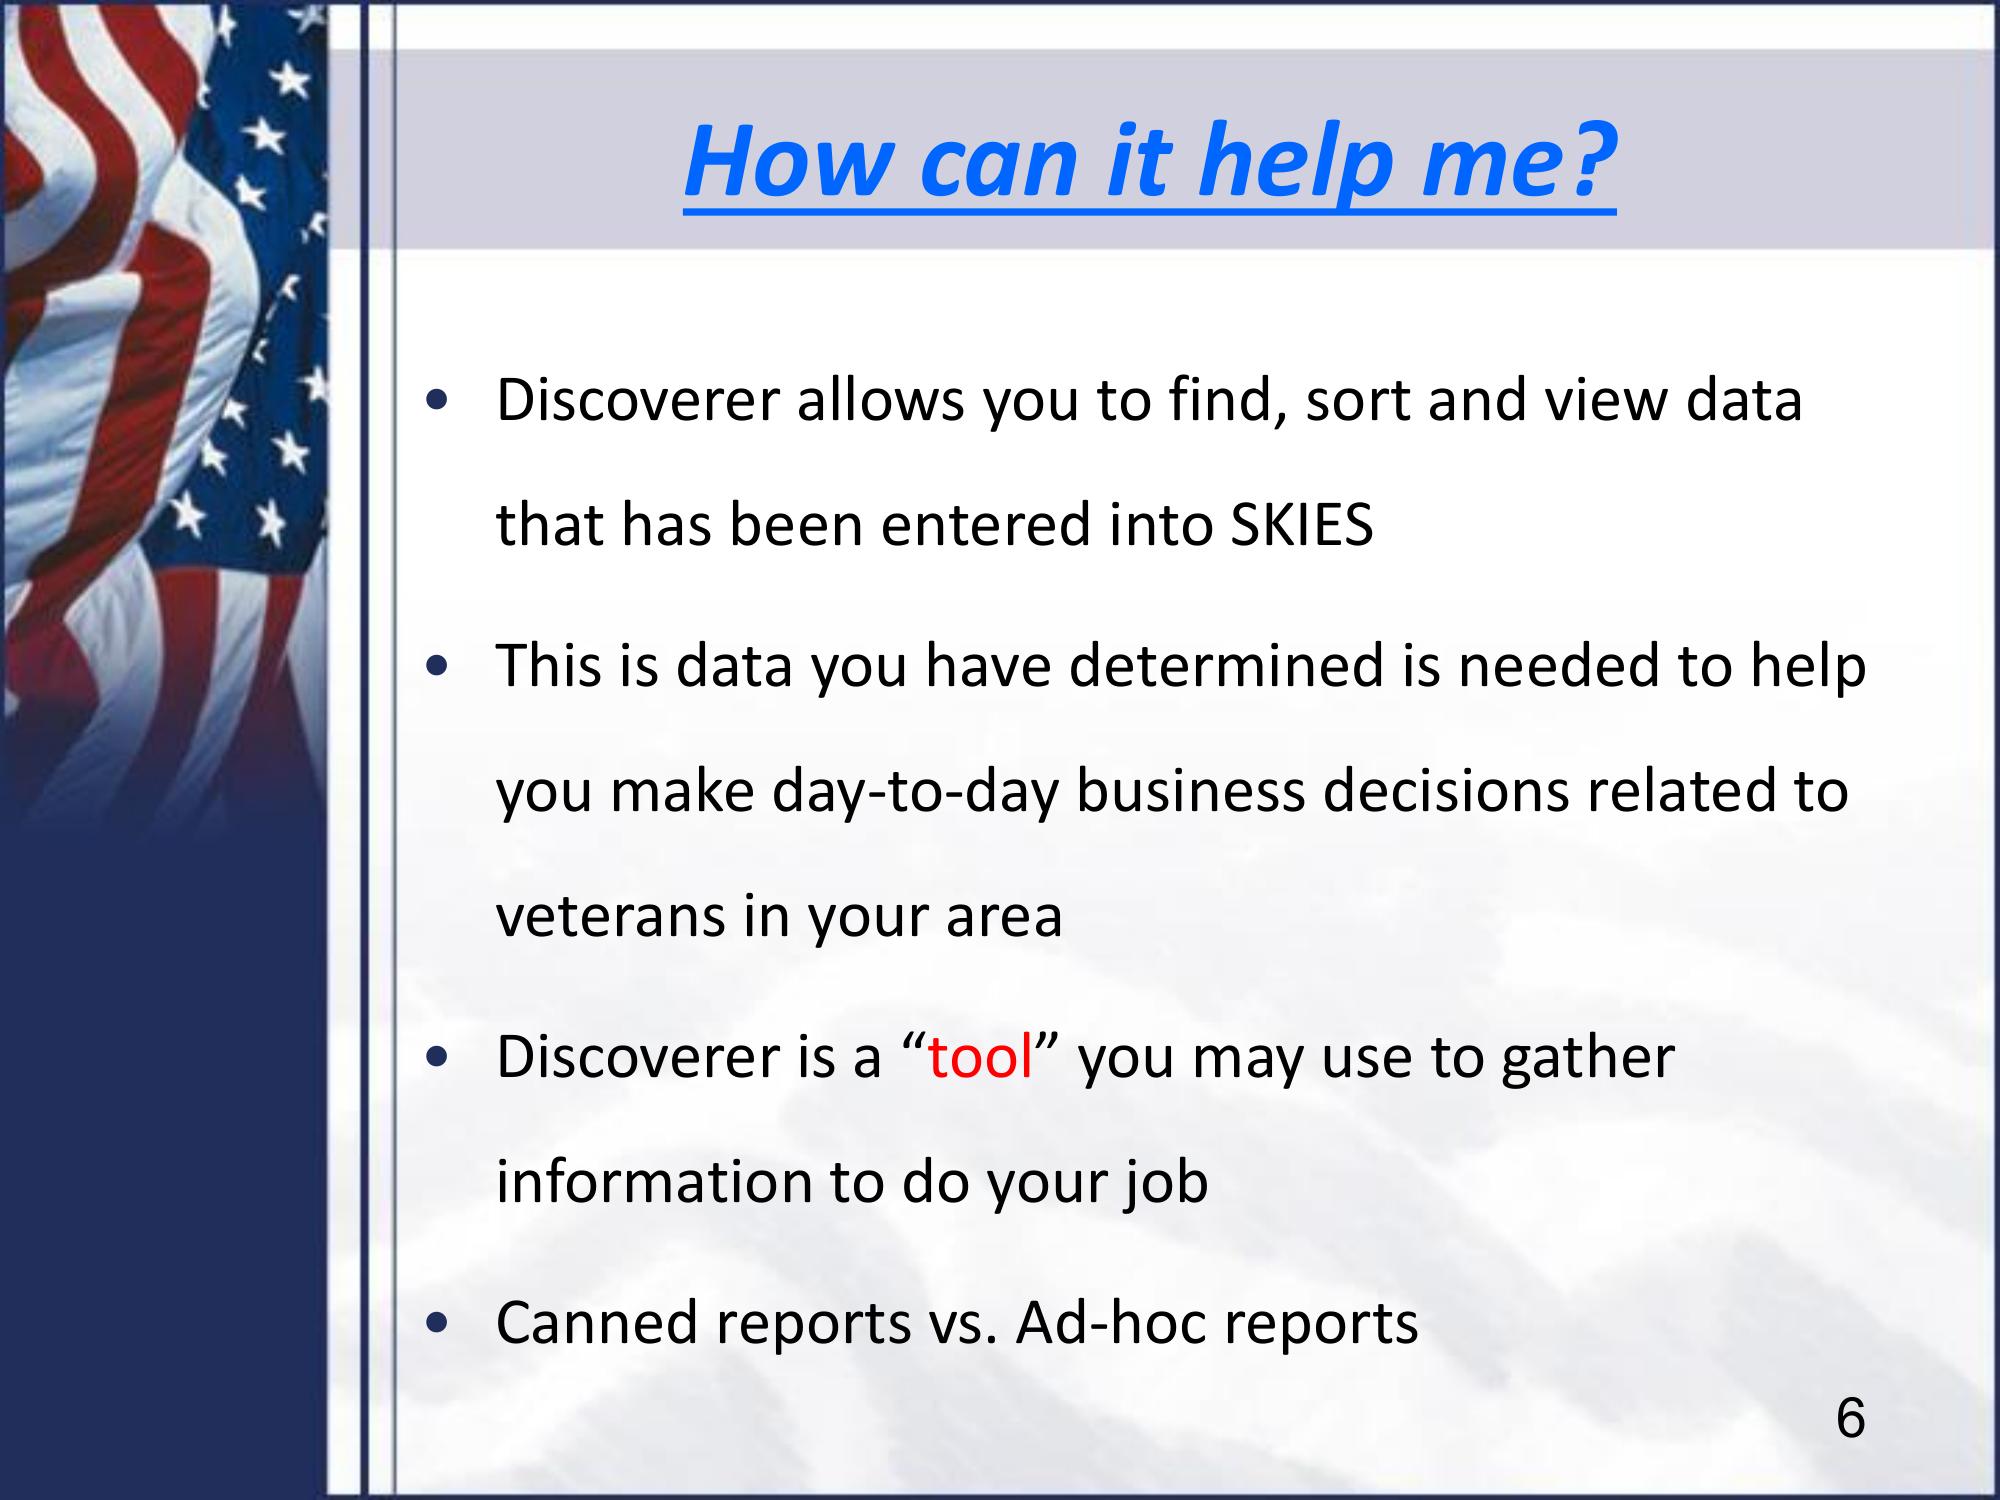 How can it help me?
• Discoverer allows you to find, sort and view data
that has been entered into SKIES
• This is data you have determined is needed to help
you make day-to-day business decisions related to
veterans in your area
• Discoverer is a “tool” you may use to gather
information to do your job
• Canned reports vs. Ad-hoc reports
6